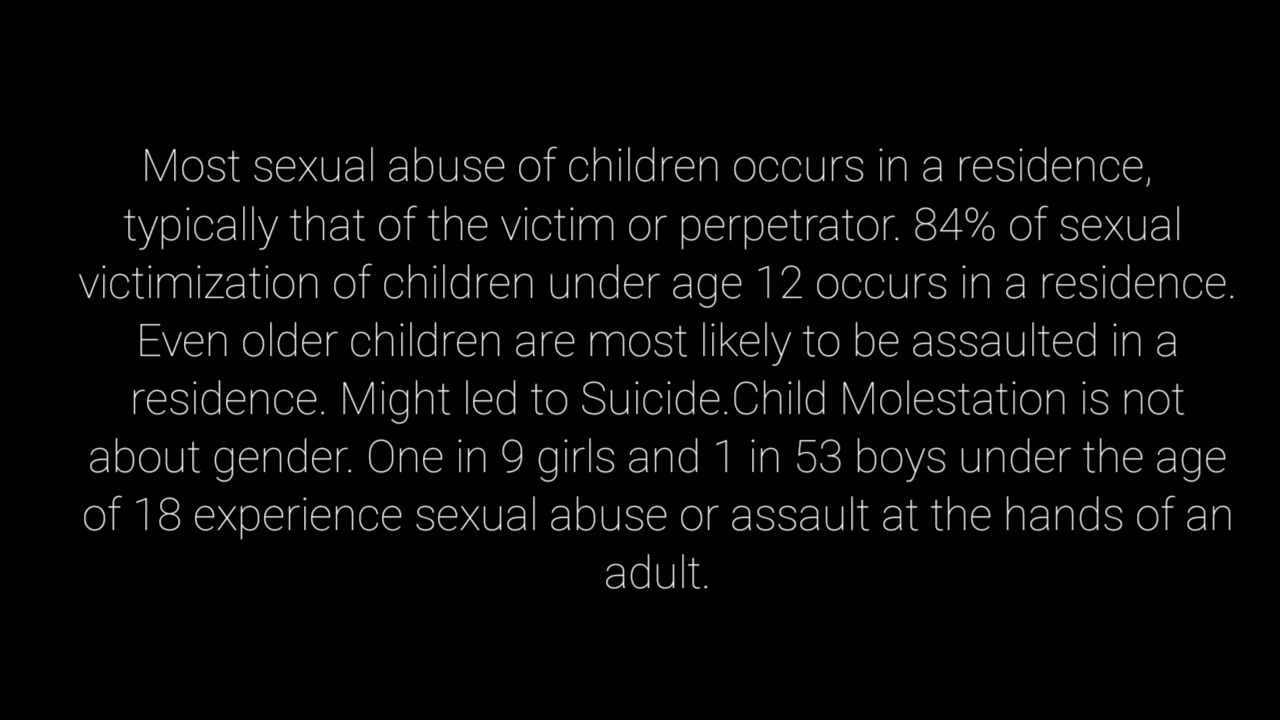 Most sexual abuse of children occurs in a residence,
typically that of the victim or perpetrator. 84% of sexual
victimization of children under age 12 occurs in a residence.
Even older children are most likely to be assaulted in a
residence. Might led to Suicide.Child Molestation is not
about gender. One in 9 girls and 1 in 53 boys under the age
of 18 experience sexual abuse or assault at the hands of an
adult.